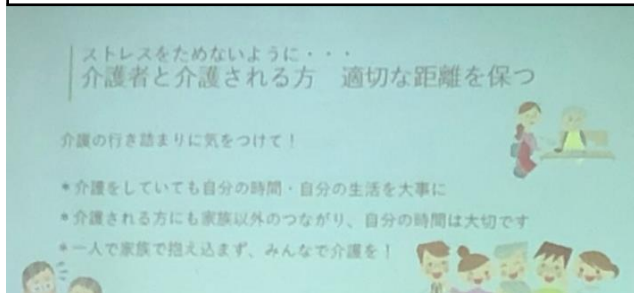 ストレスをためないように・・・
介護者と介護される方　適切な距離を保つ
介護の行き詰まりに気をつけて！
*介護をしていても自分の時間・自分の生活を大事に
*介護される方にも家族以外のつながり、自分の時間は大切です
*一人で家族で抱え込まず、みんなで介護を！